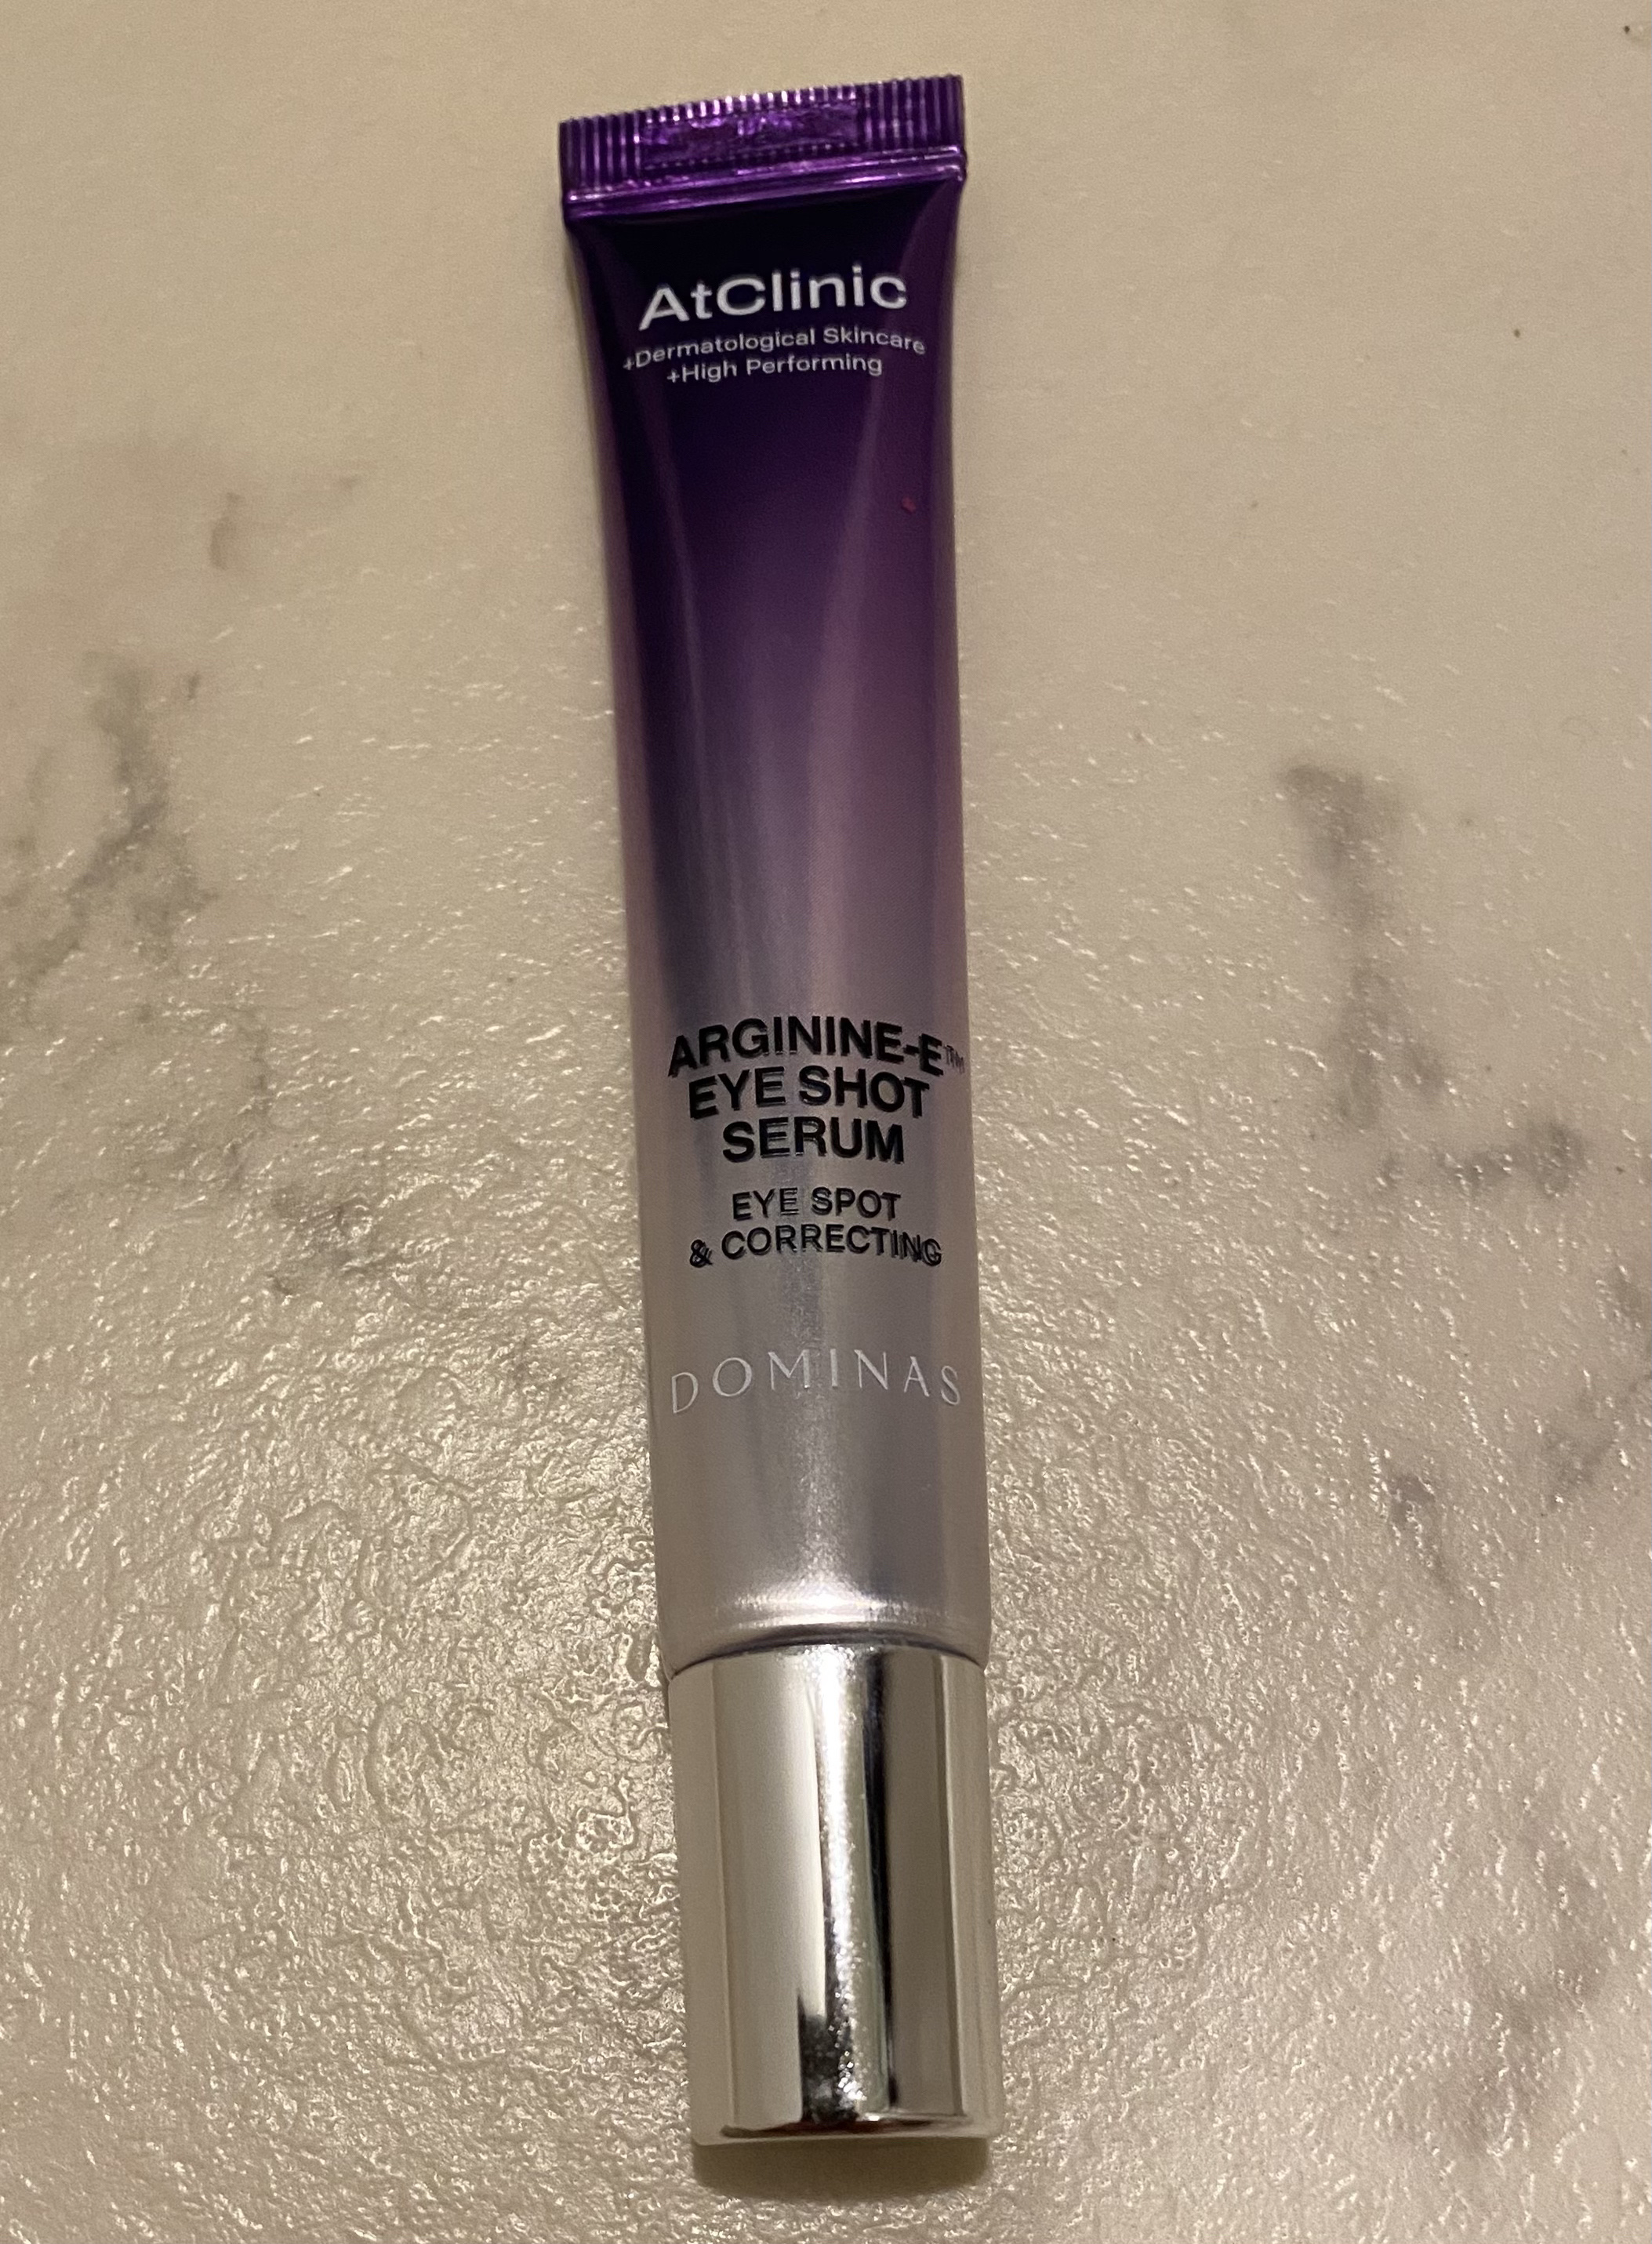 AtClinic
+Dermatological Skincare
+High Performing
ARGININE-E™
EYE SHOT
SERUM
EYE SPOT
& CORRECTING
DOMINAS